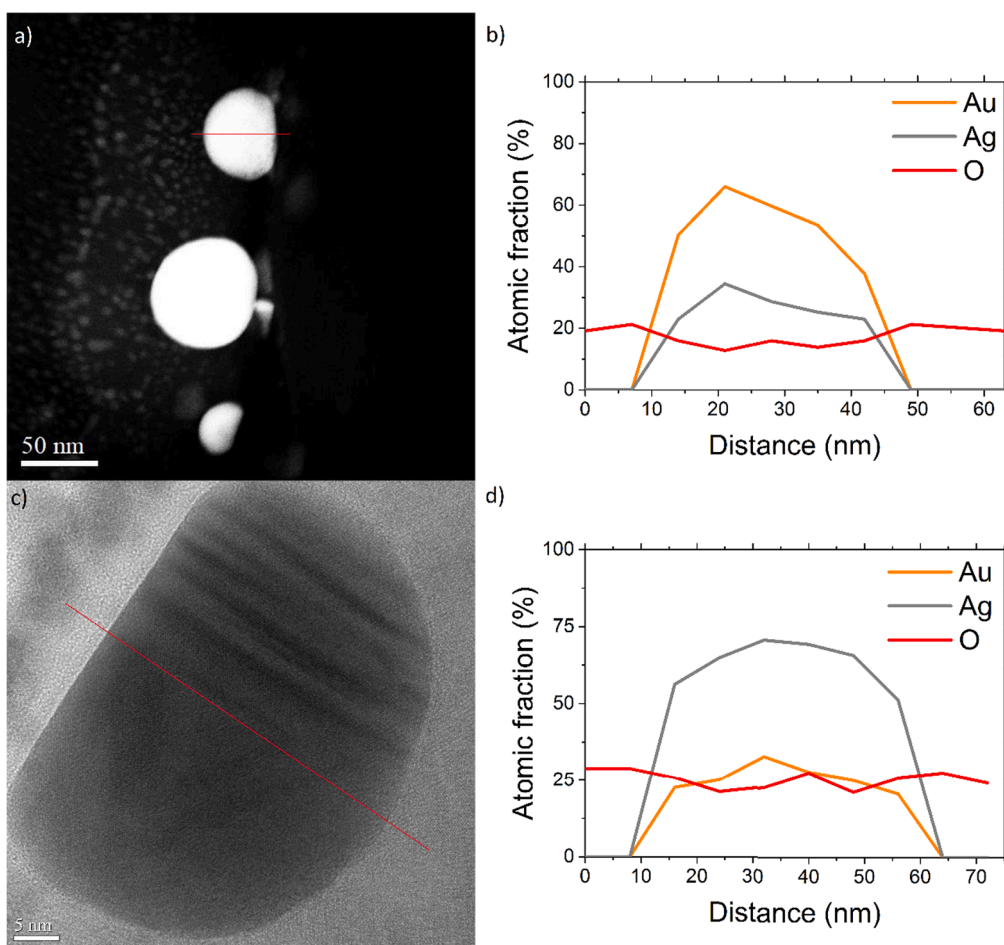 a)
50 nm
b)
100
80
60
40
20
0
Atomic fraction (%)
Au
Ag
O
0 10 20 30 40 50 60
Distance (nm)
c)
5 nm
d)
100
75
50
25
0
Atomic fraction (%)
Au
Ag
O
0 10 20 30 40 50 60 70
Distance (nm)